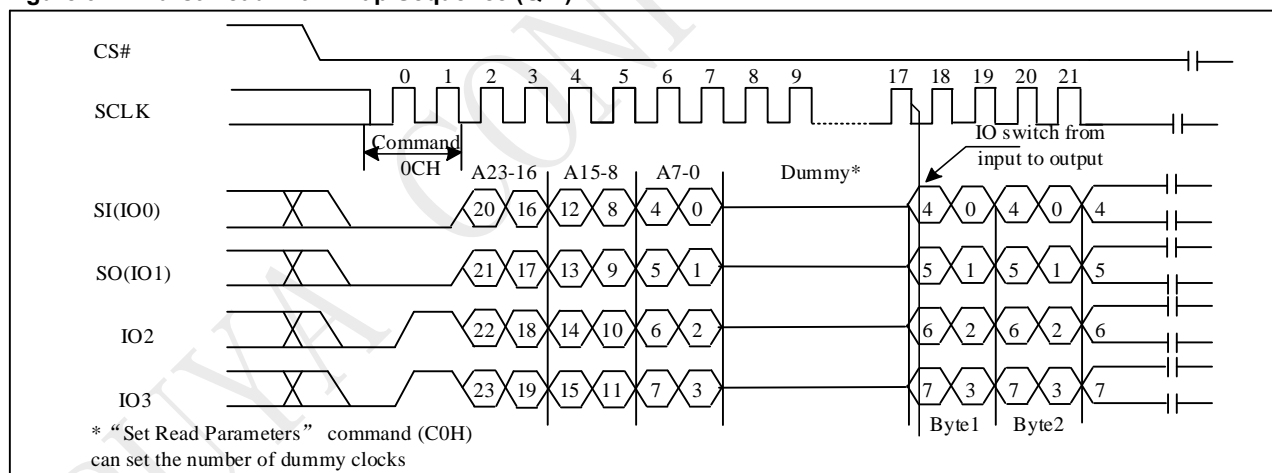 CS#
0 1 2 3 4 5 6 7 8 9 17 18 19 20 21
SCLK
Command
0CH
IO switch from
input to output
A23-16 A15-8 A7-0 Dummy*
SI(IO0) 20 16 12 8 4 0 4 0 4 0 4
SO(IO1) 21 17 13 9 5 1 5 1 5 1 5
IO2 22 18 14 10 6 2 6 2 6 2 6
IO3 23 19 15 11 7 3 7 3 7 3 7
Byte1 Byte2
* “Set Read Parameters” command (C0H)
can set the number of dummy clocks